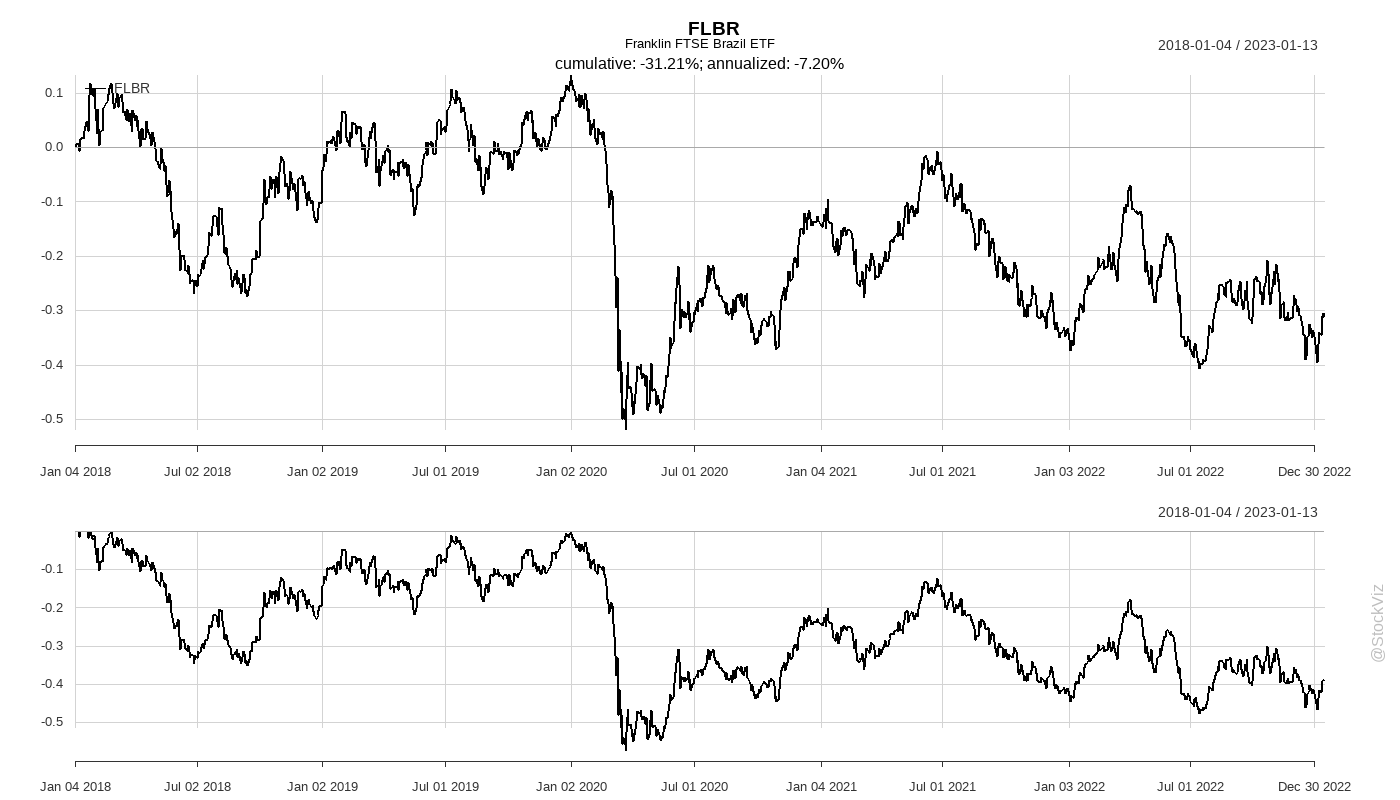 FLBR
Franklin FTSE Brazil ETF
2018-01-04 / 2023-01-13
cumulative: -31.21%; annualized: -7.20%
FLBR
0.1
0.0
-0.1
-0.2
-0.3
-0.4
-0.5
Jan 04 2018 Jul 02 2018 Jan 02 2019 Jul 01 2019 Jan 02 2020 Jul 01 2020 Jan 04 2021 Jul 01 2021 Jan 03 2022 Jul 01 2022 Dec 30 2022
2018-01-04 / 2023-01-13
-0.1
-0.2
-0.3
-0.4
-0.5
Jan 04 2018 Jul 02 2018 Jan 02 2019 Jul 01 2019 Jan 02 2020 Jul 01 2020 Jan 04 2021 Jul 01 2021 Jan 03 2022 Jul 01 2022 Dec 30 2022
@StockViz